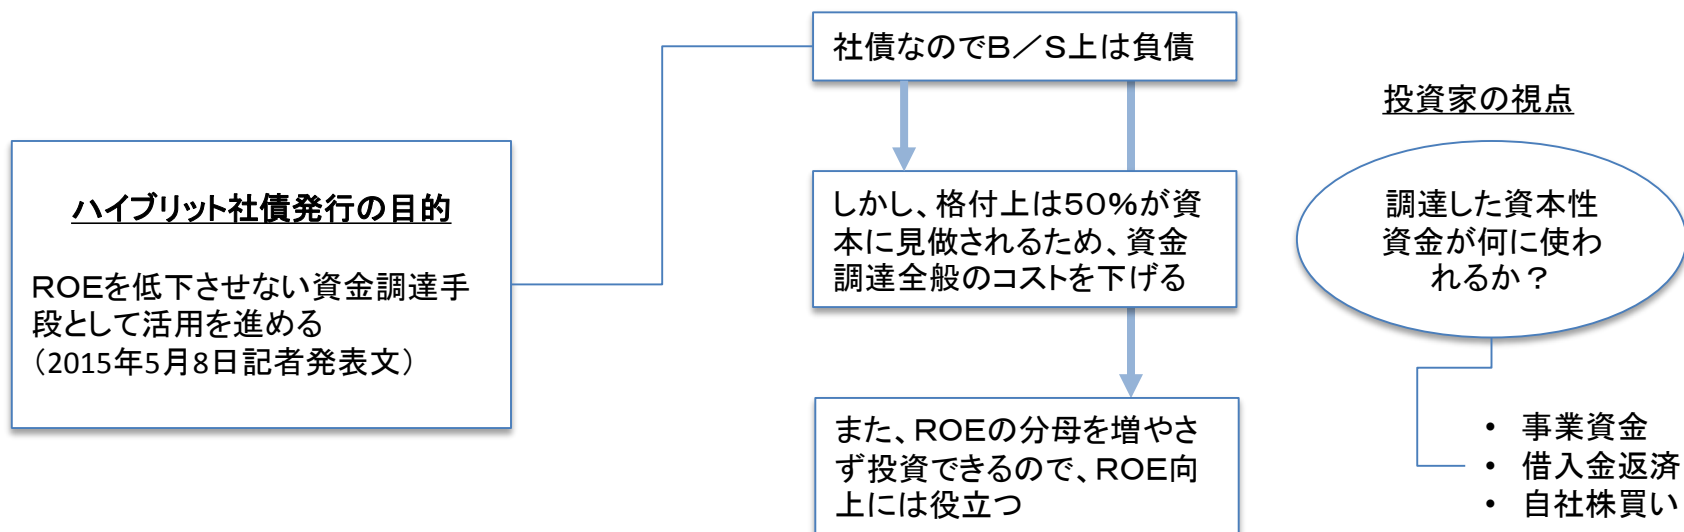 ハイブリット社債発行の目的
ROEを低下させない資金調達手
段として活用を進める
（2015年5月8日記者発表文）
社債なのでB／S上は負債
しかし、格付上は50%が資
本に見做されるため、資金
調達全般のコストを下げる
また、ROEの分母を増やさ
ず投資できるので、ROE向
上には役立つ
投資家の視点
調達した資本性
資金が何に使わ
れるか？
• 事業資金
• 借入金返済
• 自社株買い